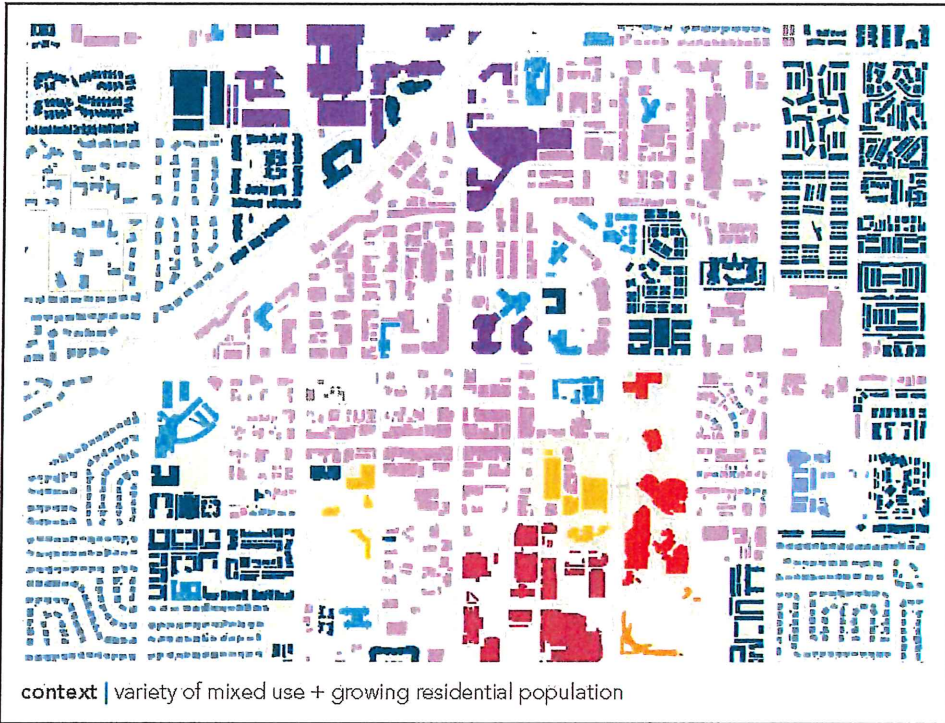 context | variety of mixed use + growing residential population